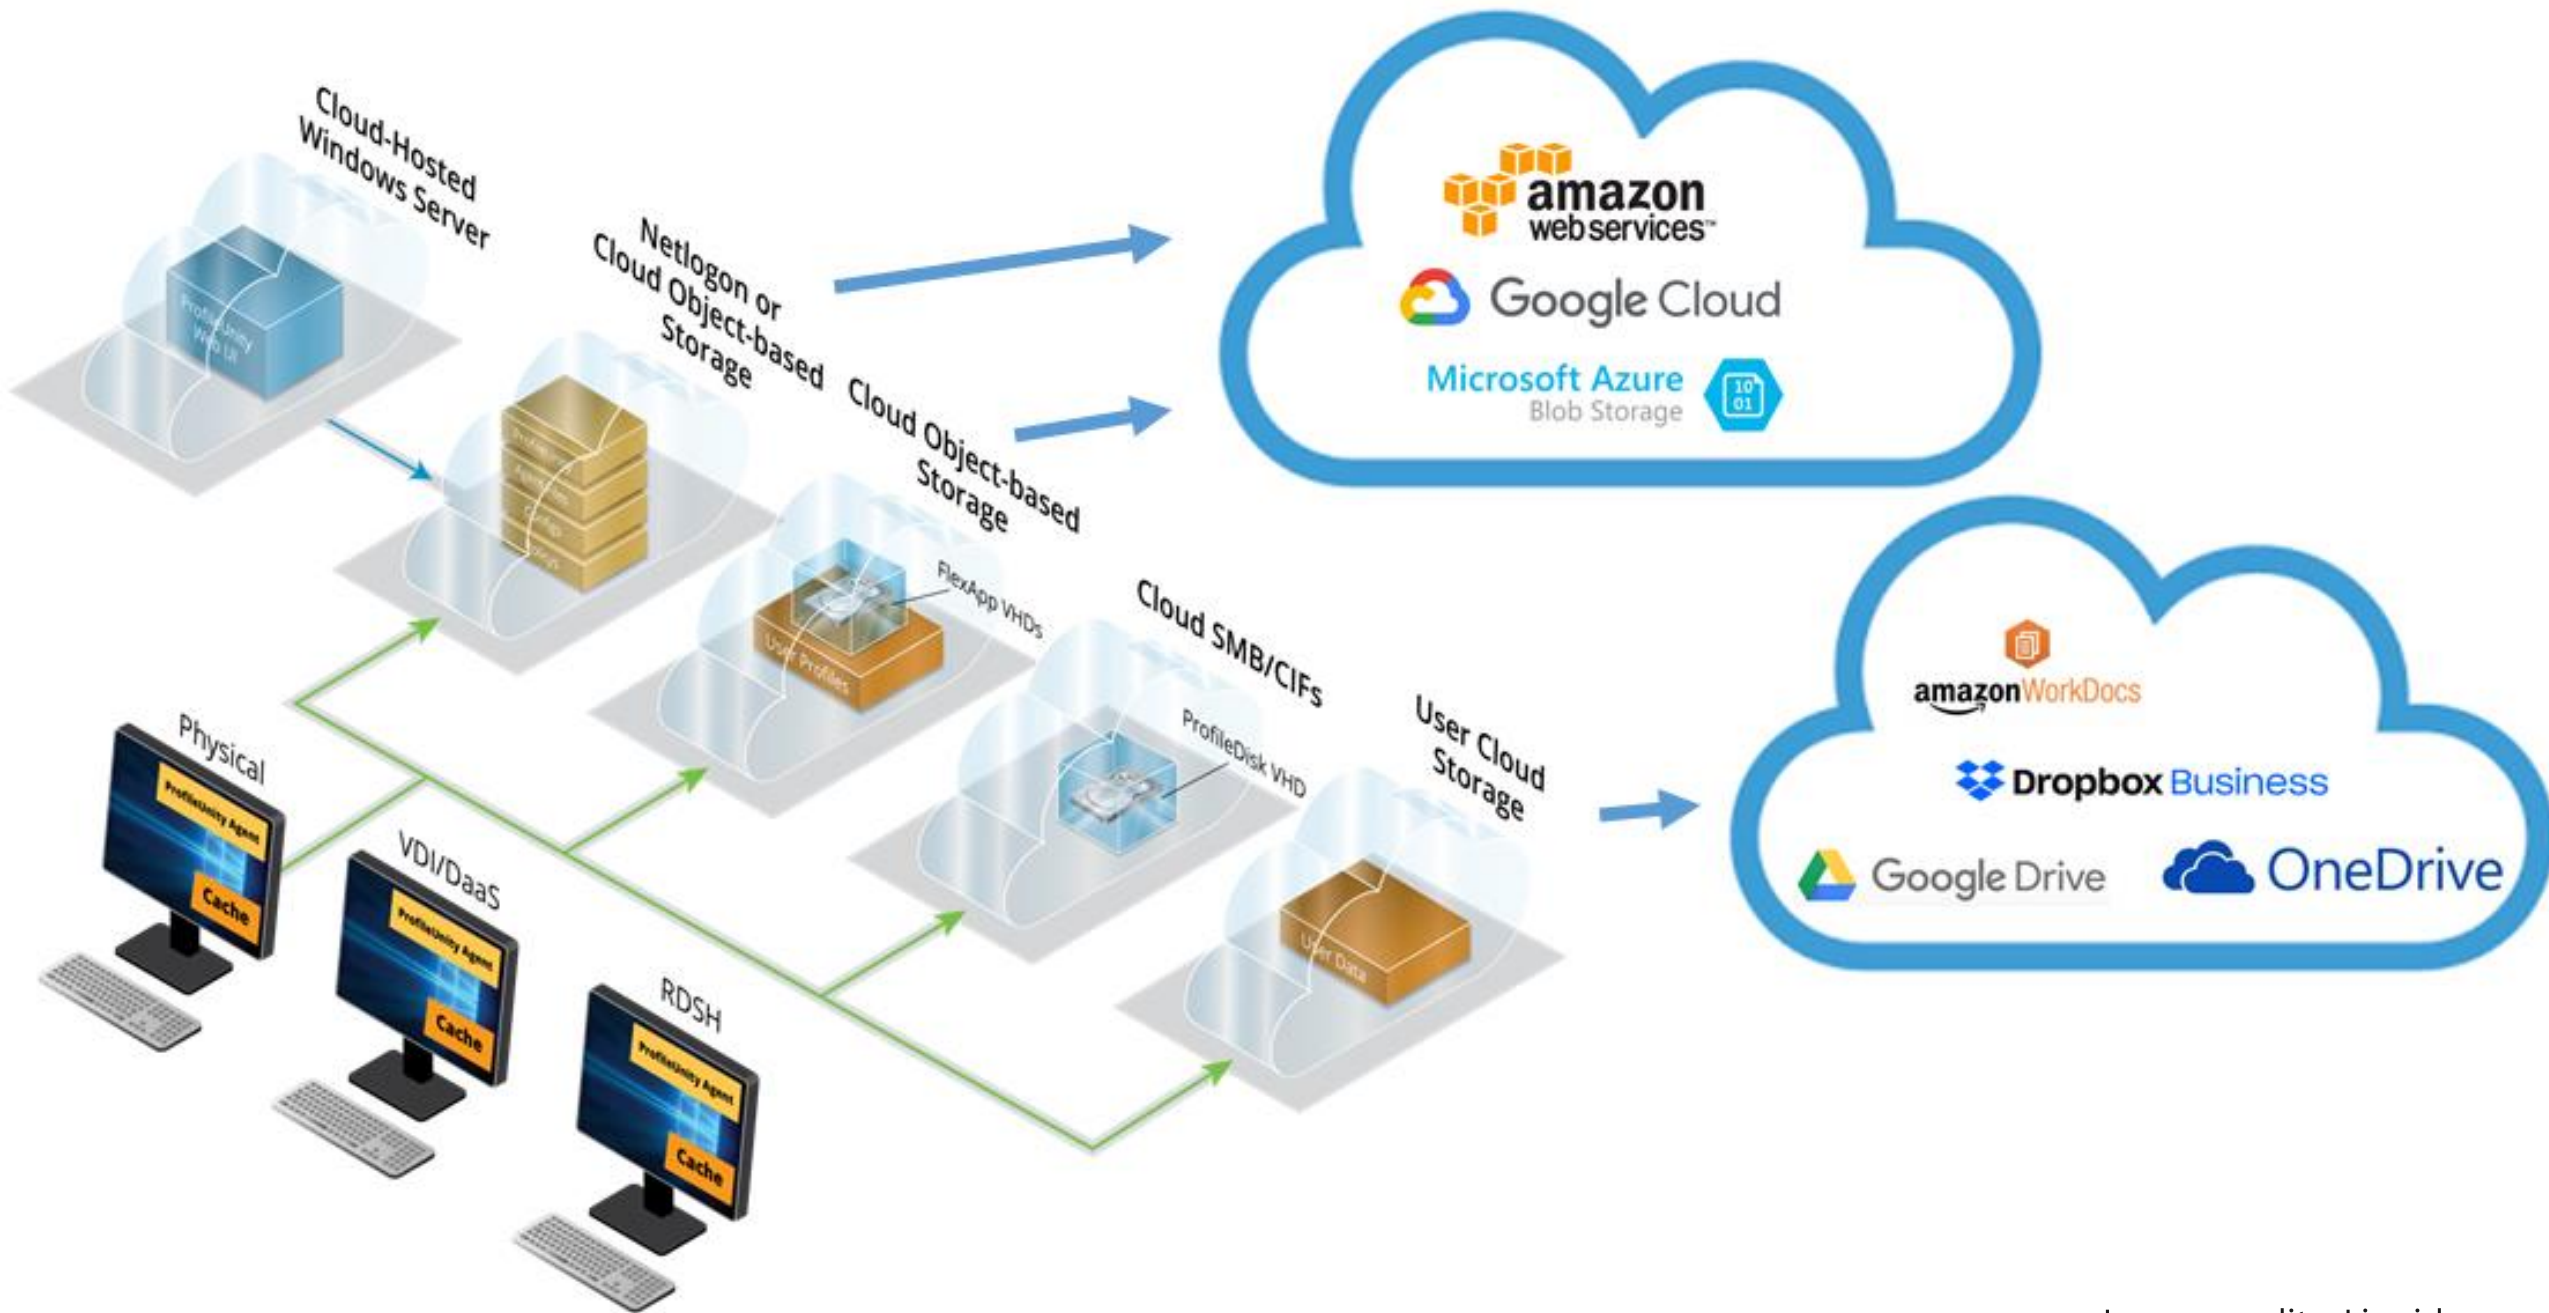 Cloud-Hosted
Windows Server
ProfileUnity
Web UI
Netlogon or
Cloud Object-based
Storage
Configs
Cloud Object-based
Storage
FlexApp VHDs
User Profiles
Cloud SMB/CIFs
ProfileDisk VHD
User Cloud
Storage
User Data
Physical
ProfileUnity Agent
Cache
VDI/DaaS
ProfileUnity Agent
Cache
RDSH
ProfileUnity Agent
Cache
amazon
web services™
Google Cloud
Microsoft Azure
Blob Storage
10
01
amazon WorkDocs
Dropbox Business
Google Drive
OneDrive